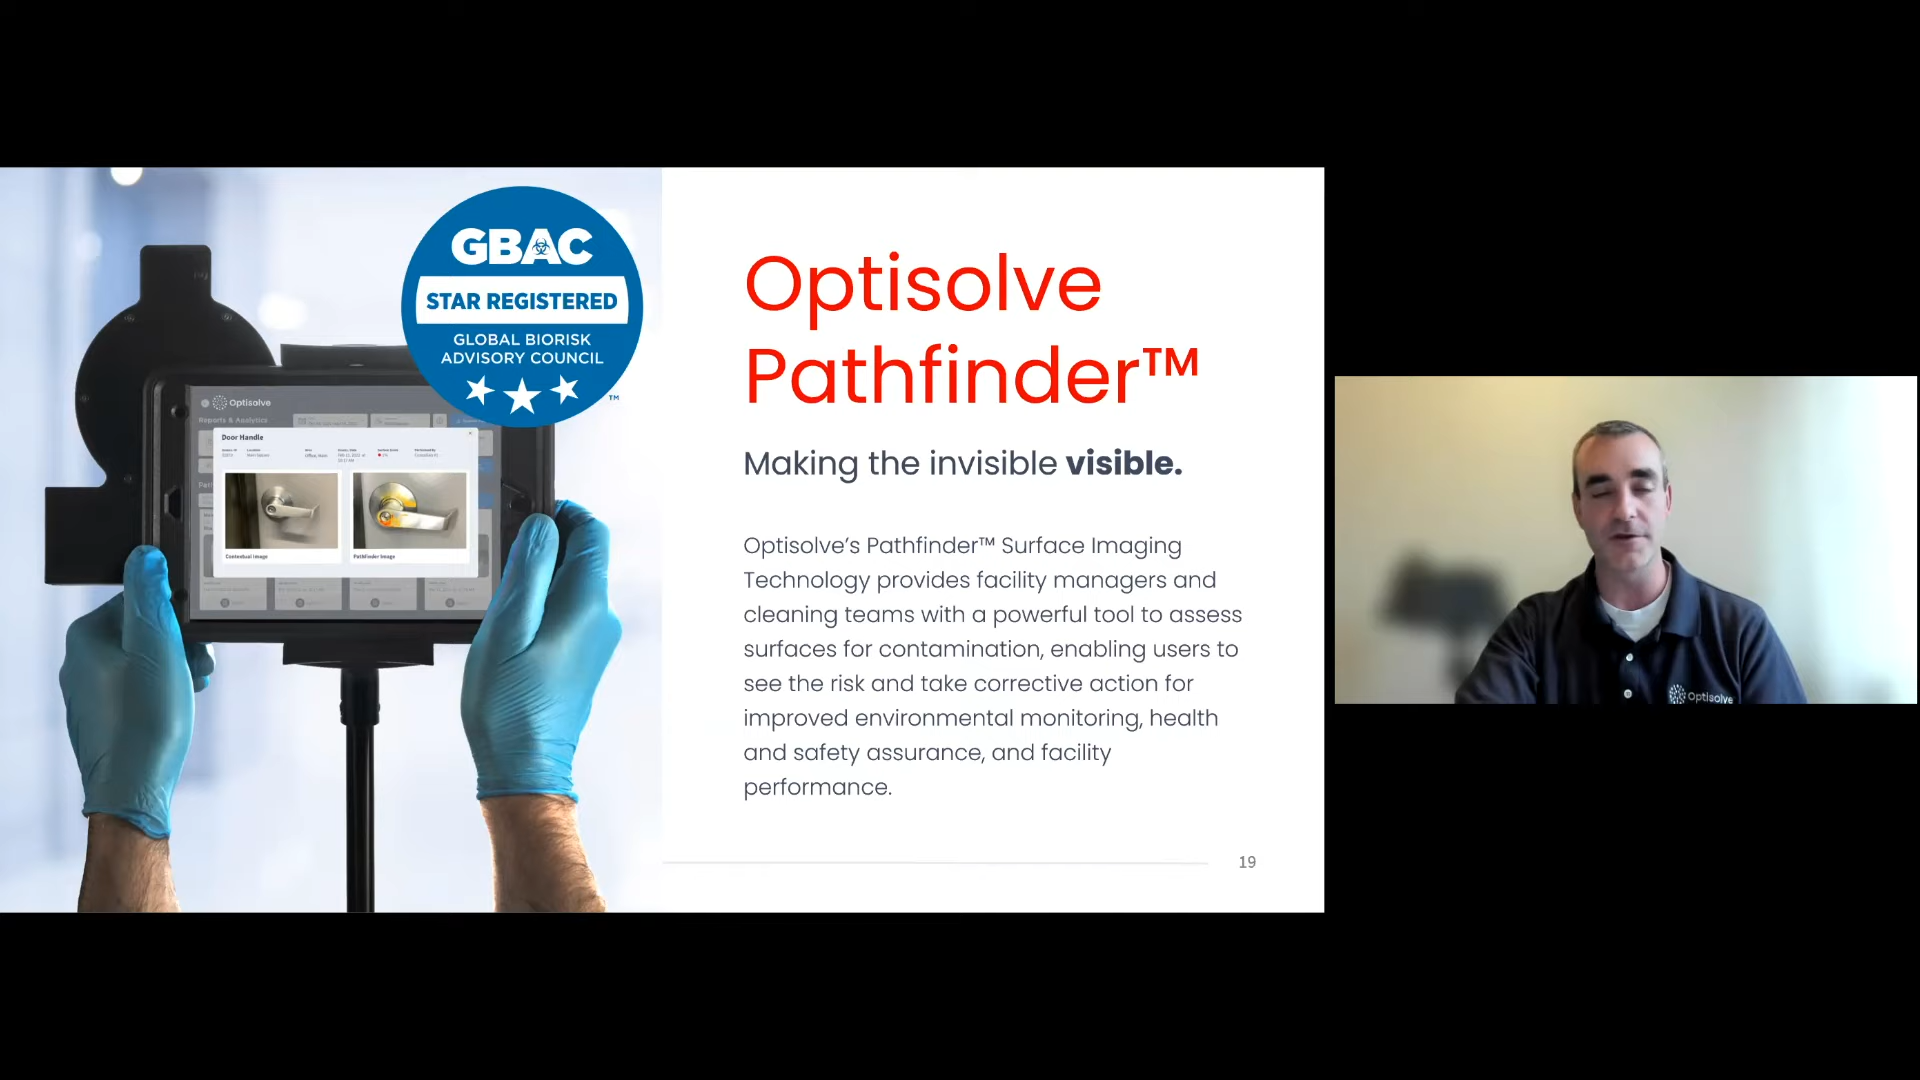 GBAC
STAR REGISTERED
GLOBAL BIORISK
ADVISORY COUNCIL
TM
Optisolve
Reports & Analytics
Door Handle
Contextual Image
Pathfinder Image
Optisolve
Pathfinder™
Making the invisible visible.
Optisolve’s Pathfinder™ Surface Imaging
Technology provides facility managers and
cleaning teams with a powerful tool to assess
surfaces for contamination, enabling users to
see the risk and take corrective action for
improved environmental monitoring, health
and safety assurance, and facility
performance.
19
Optisolve